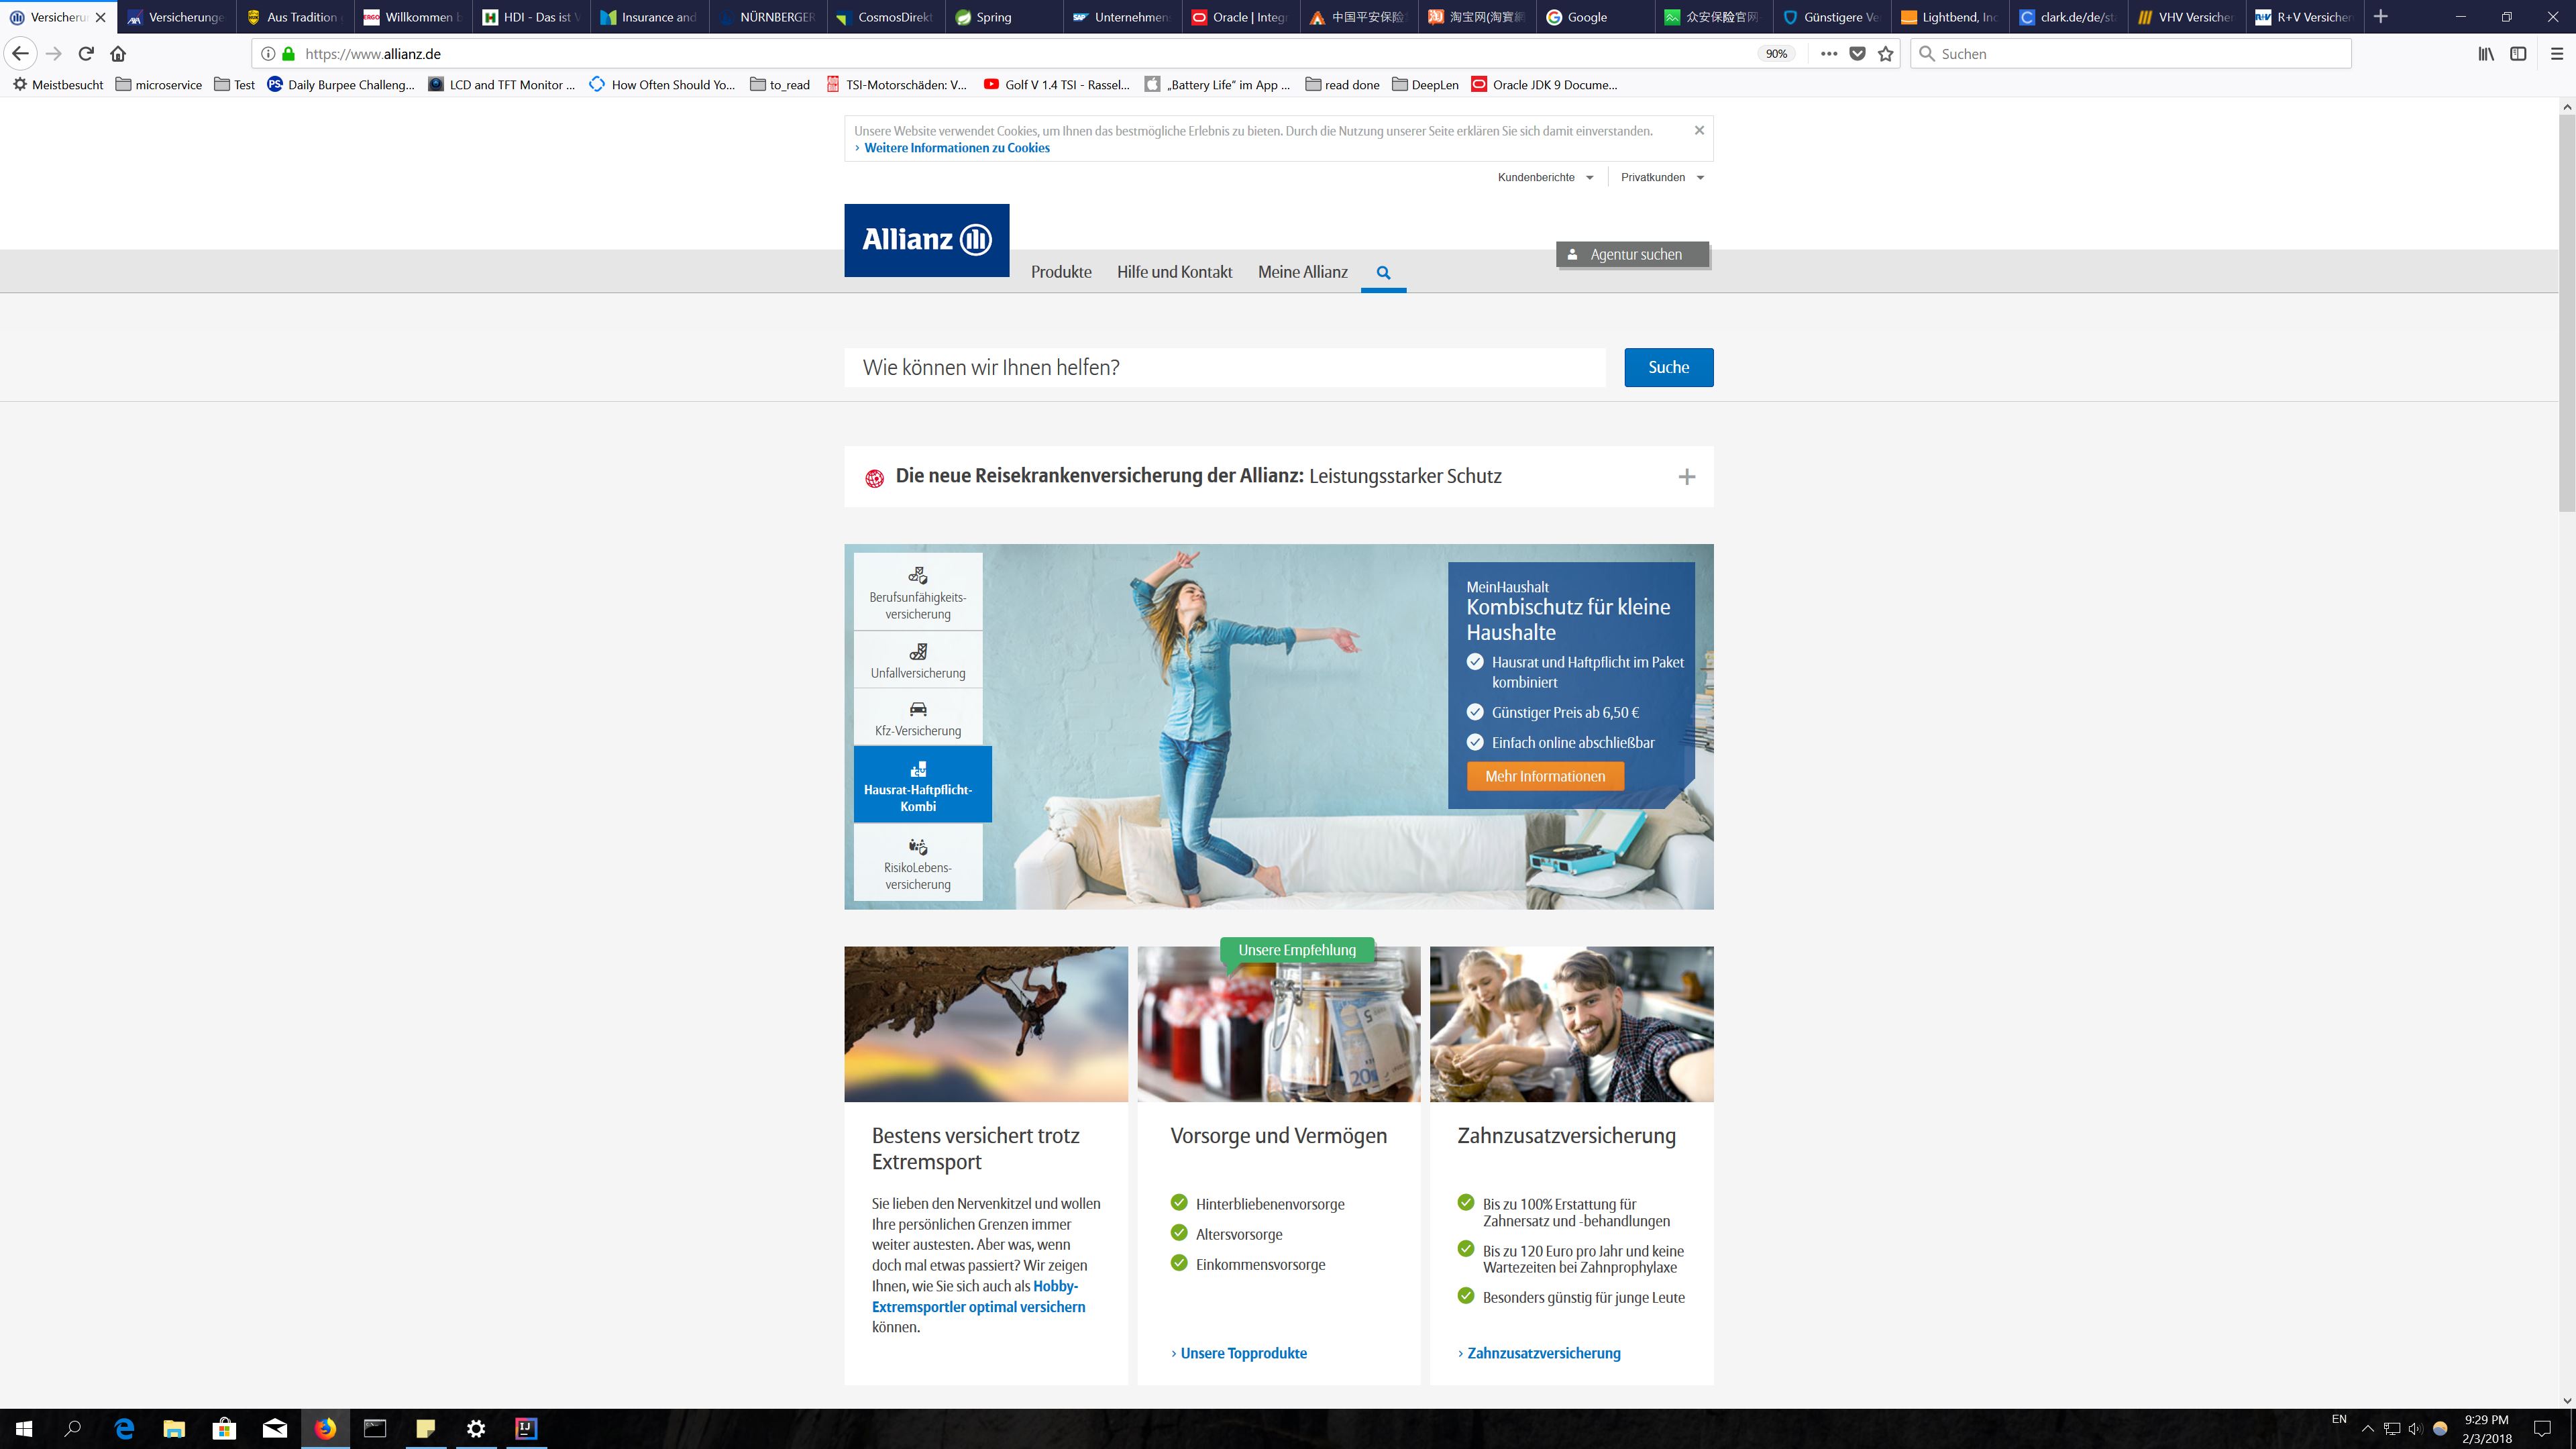 Versicherun
Versicherunge
Aus Tradition
ERGO
Willkommen b
HDI - Das ist V
Insurance and
NÜRNBERGER
CosmosDirekt
Spring
SAP
Unternehmen
Oracle | Integ
中国平安保险
淘宝网(淘寶網
Google
众安保险官网
Günstigere Ve
Lightbend, Inc
clark.de/de/st
VHV Versicher
R+V Versicher
https://www.allianz.de
90%
Suchen
Meistbesucht
microservice
Test
Daily Burpee Challeng...
LCD and TFT Monitor ...
How Often Should Yo...
to_read
TSI-Motorschäden: V...
Golf V 1.4 TSI - Rassel...
„Battery Life“ im App ...
read done
DeepLen
Oracle JDK 9 Docume...
Unsere Website verwendet Cookies, um Ihnen das bestmögliche Erlebnis zu bieten. Durch die Nutzung unserer Seite erklären Sie sich damit einverstanden.
› Weitere Informationen zu Cookies
Kundenberichte
Privatkunden
Allianz
Agentur suchen
Produkte
Hilfe und Kontakt
Meine Allianz
Wie können wir Ihnen helfen?
Suche
Die neue Reisekrankenversicherung der Allianz: Leistungsstarker Schutz
Berufsunfähigkeits-
versicherung
Unfallversicherung
Kfz-Versicherung
Hausrat-Haftpflicht-
Kombi
RisikoLebens-
versicherung
MeinHaushalt
Kombischutz für kleine
Haushalte
Hausrat und Haftpflicht im Paket
kombiniert
Günstiger Preis ab 6,50 €
Einfach online abschließbar
Mehr Informationen
Unsere Empfehlung
5
20
Bestens versichert trotz
Extremsport
Sie lieben den Nervenkitzel und wollen
Ihre persönlichen Grenzen immer
weiter austesten. Aber was, wenn
doch mal etwas passiert? Wir zeigen
Ihnen, wie Sie sich auch als Hobby-
Extremsportler optimal versichern
können.
Vorsorge und Vermögen
Hinterbliebenenvorsorge
Altersvorsorge
Einkommensvorsorge
› Unsere Topprodukte
Zahnzusatzversicherung
Bis zu 100% Erstattung für
Zahnersatz und -behandlungen
Bis zu 120 Euro pro Jahr und keine
Wartezeiten bei Zahnprophylaxe
Besonders günstig für junge Leute
› Zahnzusatzversicherung
EN
9:29 PM
2/3/2018